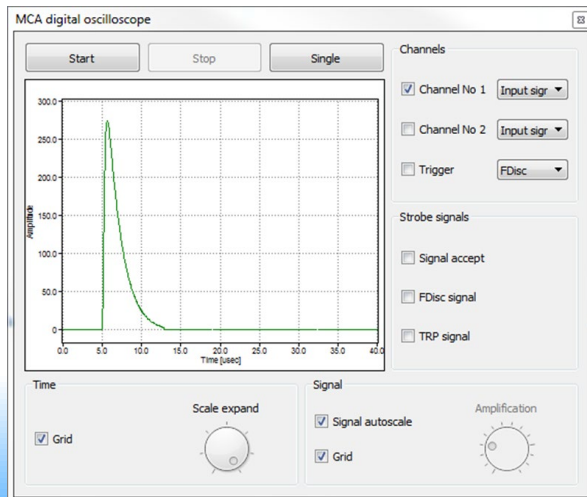 MCA digital oscilloscope
Start
Stop
Single
Channels
Channel No 1
Input sigr
Channel No 2
Input sigr
Trigger
FDisc
Strobe signals
Signal accept
FDisc signal
TRP signal
Amplitude
300.0
250.0
200.0
150.0
100.0
50.0
0
0.0 5.0 10.0 15.0 20.0 25.0 30.0 35.0 40.0
Time [usec]
Time
Scale expand
Grid
Signal
Signal autoscale
Grid
Amplification